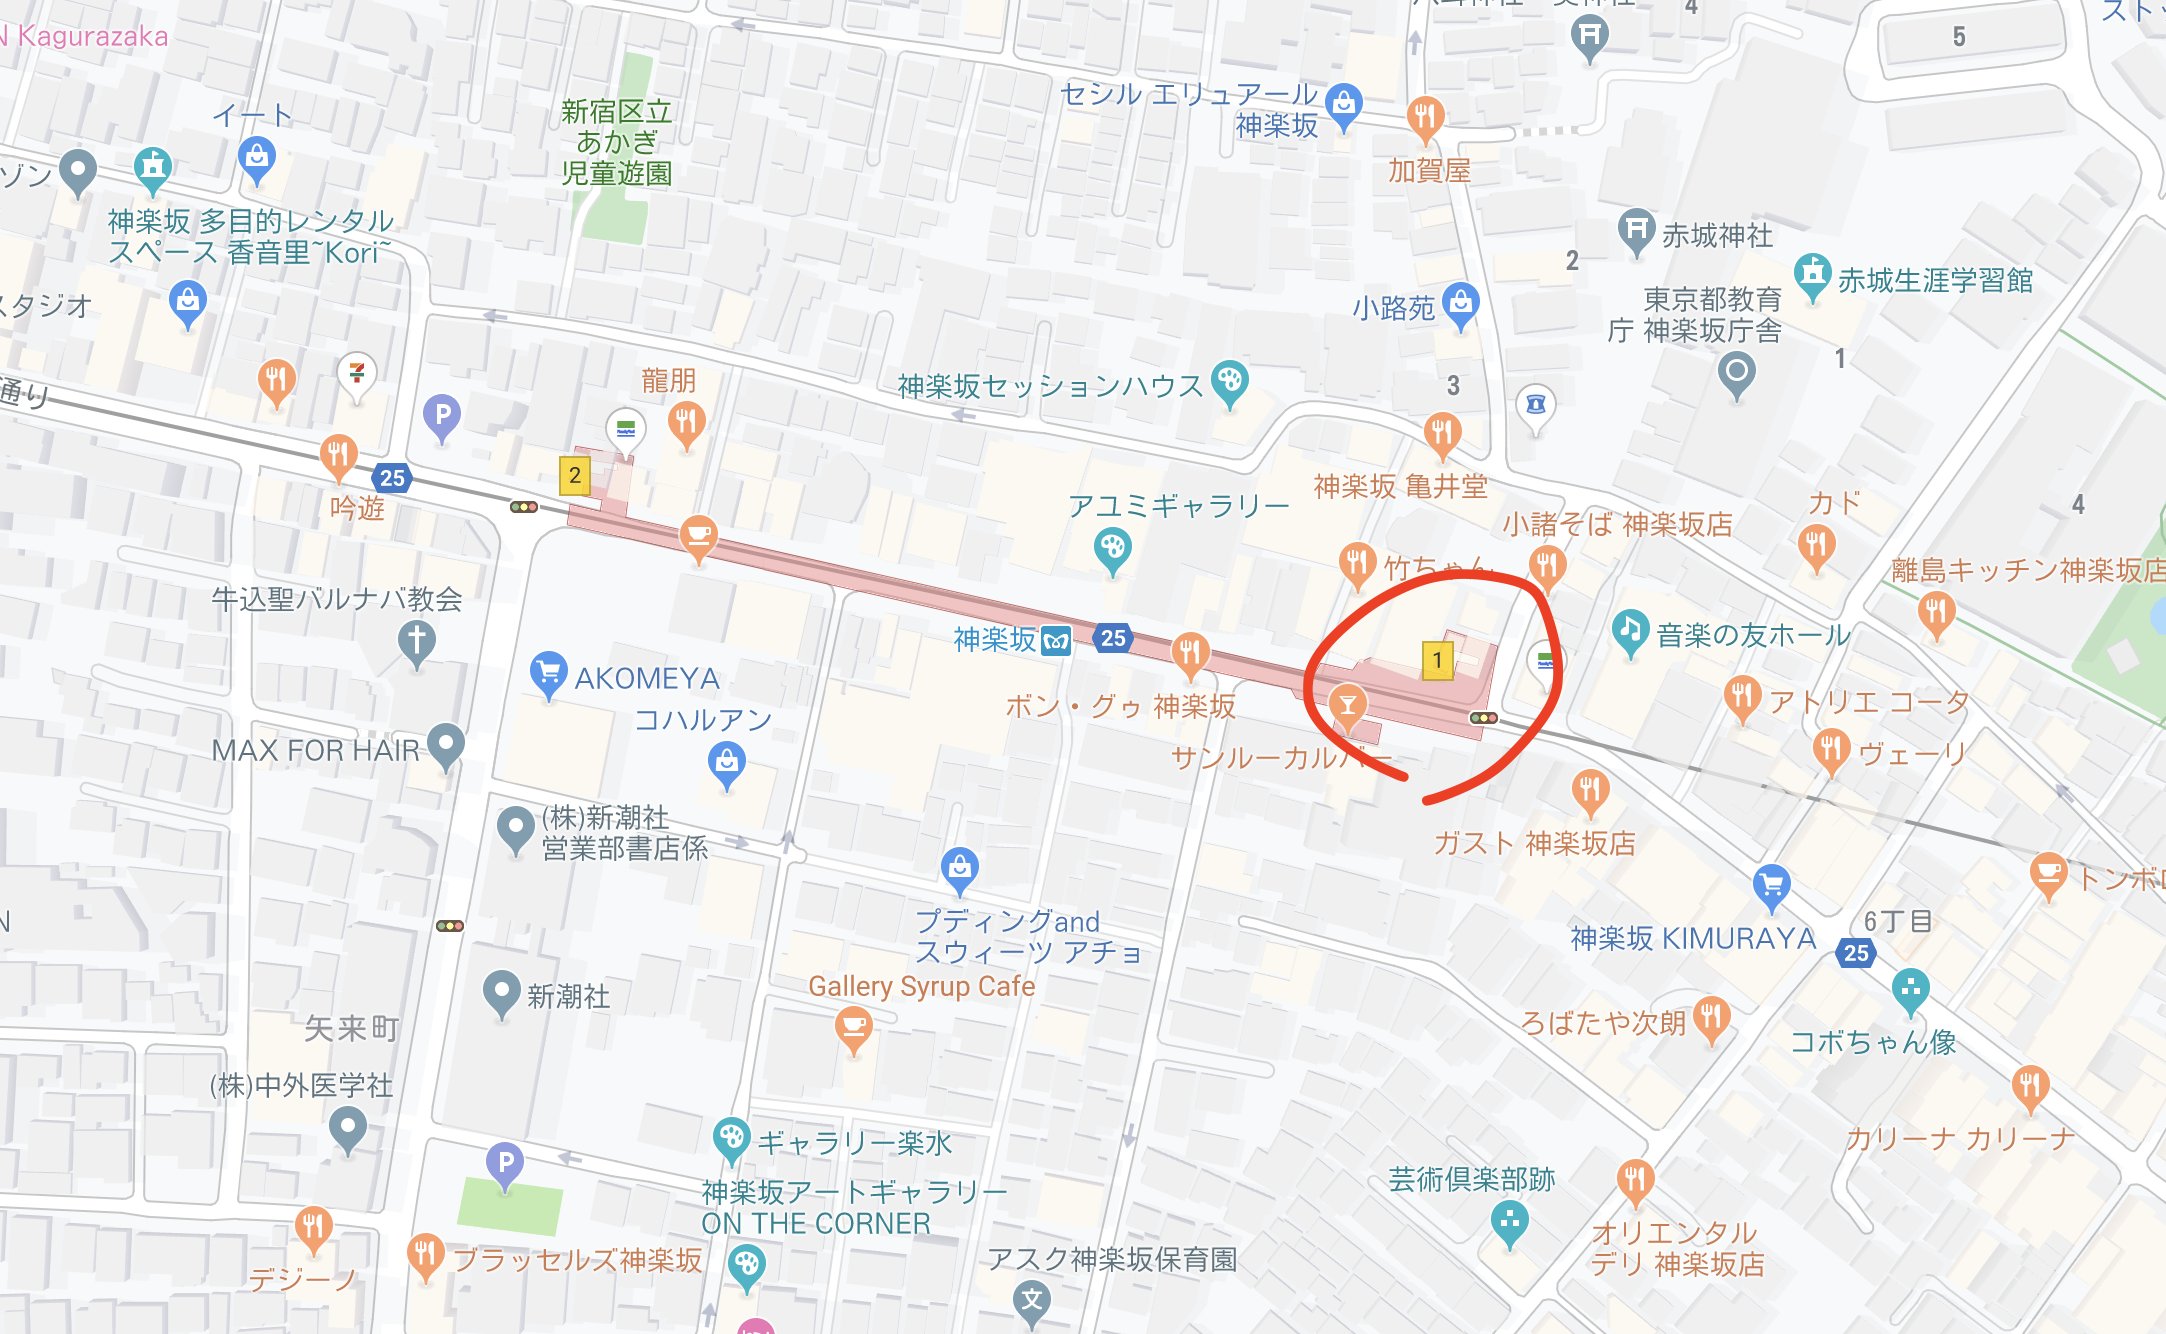 N Kagurazaka
イート
新宿区立
あかぎ
児童遊園
セシル エリュアール
神楽坂
加賀屋
4
5
スト
ゾン
神楽坂 多目的レンタル
スペース 香音里~Kori~
スタジオ
2
赤城神社
赤城生涯学習館
小路苑
東京都教育
庁 神楽坂庁舎
1
3
通り
龍朋
P
神楽坂セッションハウス
神楽坂 亀井堂
25
2
吟遊
アユミギャラリー
小諸そば 神楽坂店
カド
4
竹ちゃん
離島キッチン神楽坂店
牛込聖バルナバ教会
神楽坂
25
1
音楽の友ホール
AKOMEYA
コハルアン
ボン・グゥ 神楽坂
アトリエ コータ
MAX FOR HAIR
サンルーカルバー
ヴェーリ
(株)新潮社
営業部書店係
ガスト 神楽坂店
トンボロ
プディングand
スウィーツ アチョ
神楽坂 KIMURAYA
6丁目
25
N
Gallery Syrup Cafe
新潮社
矢来町
ろばたや次朗
コボちゃん像
(株)中外医学社
P
ギャラリー楽水
カリーナ カリーナ
神楽坂アートギャラリー
ON THE CORNER
芸術倶楽部跡
オリエンタル
デリ 神楽坂店
デジーノ
ブラッセルズ神楽坂
アスク神楽坂保育園
文